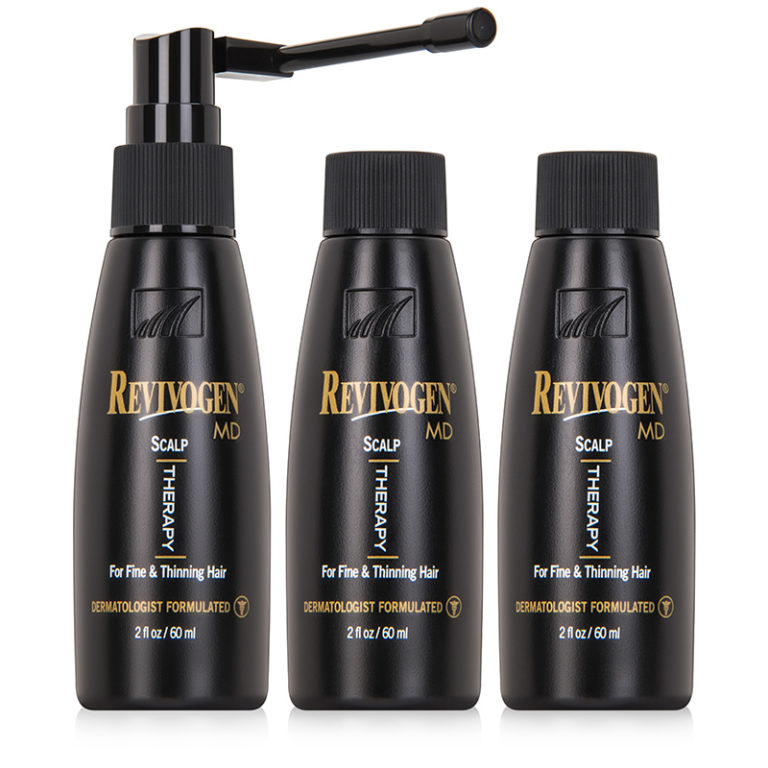 REVIVOGEN®
MD
SCALP
THERAPY
For Fine & Thinning Hair
DERMATOLOGIST FORMULATED
2 fl oz / 60 ml
REVIVOGEN®
MD
SCALP
THERAPY
For Fine & Thinning Hair
DERMATOLOGIST FORMULATED
2 fl oz / 60 ml
REVIVOGEN®
MD
SCALP
THERAPY
For Fine & Thinning Hair
DERMATOLOGIST FORMULATED
2 fl oz / 60 ml